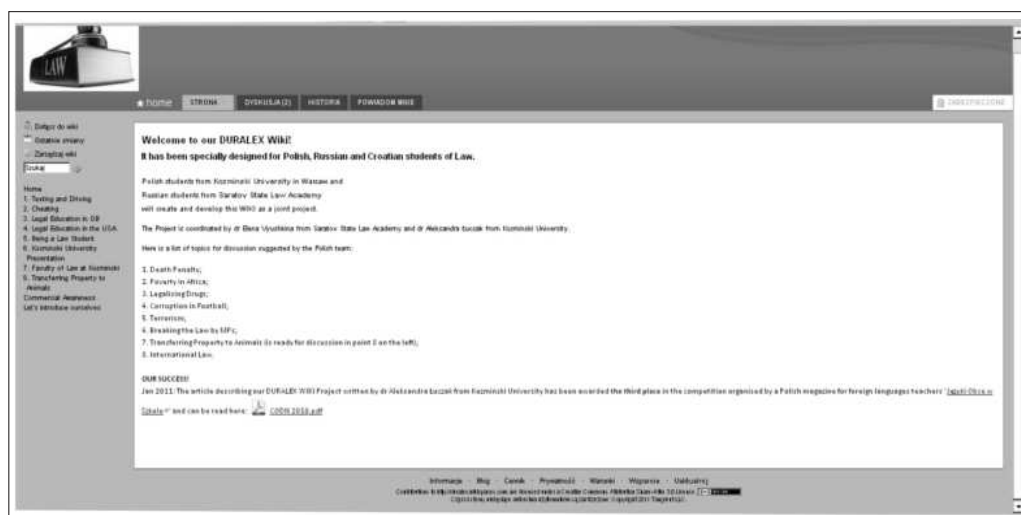 LAW
home STRONA DYSKUSJA (2) HISTORIA POWIADOM MNIE ZABEZPIECZONE
Dołącz do wiki
Ostatnie zmiany
Zarządzaj wiki
Szukaj
Home
1. Texting and Driving
2. Cheating
3. Legal Education in GB
4. Legal Education in the USA
5. Being a Law Student
6. Kozminski University
Presentation
7. Faculty of Law at Kozminski
8. Transferring Property to
Animals
Commercial Awareness
Let's introduce ourselves
Welcome to our DURALEX Wiki!
It has been specially designed for Polish, Russian and Croatian students of Law.
Polish students from Kozminski University in Warsaw and
Russian students from Saratov State Law Academy
will create and develop this WIKI as a joint project.
The Project is coordinated by dr Elena Vyushkina from Saratov State Law Academy and dr Aleksandra Łuczak from Kozminski University.
Here is a list of topics for discussion suggested by the Polish team:
1. Death Penalty;
2. Poverty in Africa;
3. Legalizing Drugs;
4. Corruption in Football;
5. Terrorism;
6. Breaking the Law by MPs;
7. Transferring Property to Animals (is ready for discussion in point 8 on the left);
8. International Law.
OUR SUCCESS!
Jan 2011: The article describing our DURALEX WIKI Project written by dr Aleksandra Łuczak from Kozminski University has been awarded the third place in the competition organised by a Polish magazine for foreign languages teachers "Języki Obce w
Szkole" and can be read here: CODN 2010.pdf
Informacje · Blog · Cennik · Prywatność · Warunki · Wsparcie · Uaktualnij